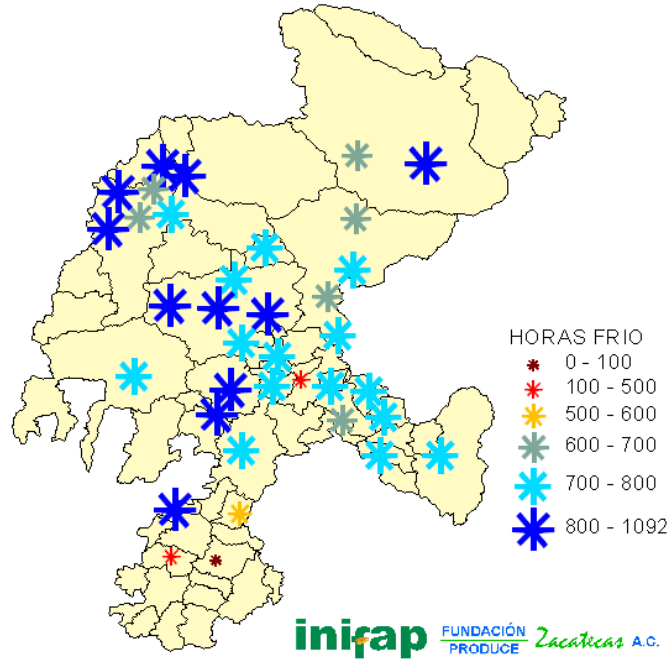 HORAS FRIO
0 - 100
100 - 500
500 - 600
600 - 700
700 - 800
800 - 1092
inifap
FUNDACIÓN
PRODUCE
Zacatecas A.C.